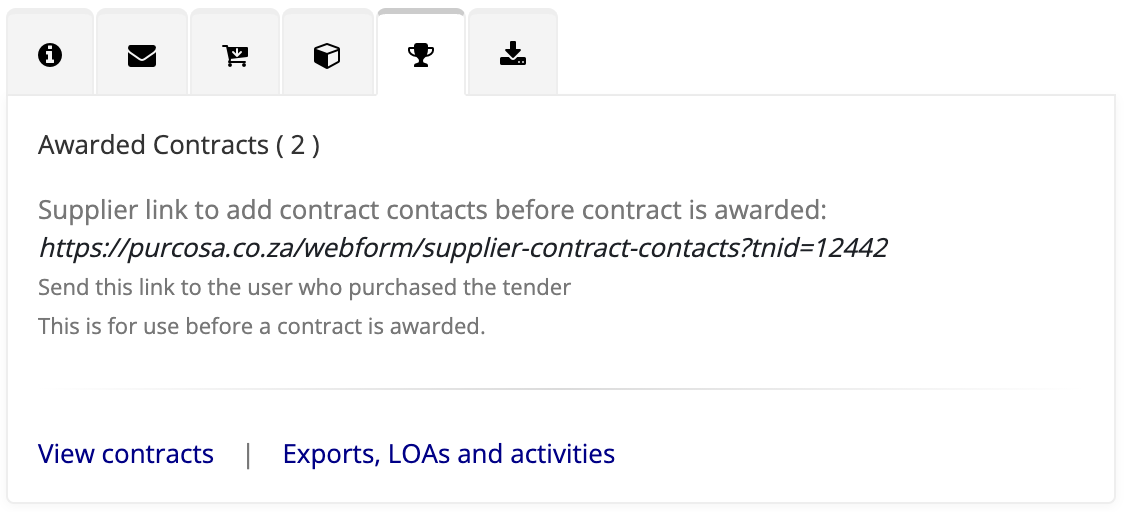 Awarded Contracts ( 2 )
Supplier link to add contract contacts before contract is awarded:
https://purcosa.co.za/webform/supplier-contract-contacts?tnid=12442
Send this link to the user who purchased the tender
This is for use before a contract is awarded.
View contracts | Exports, LOAs and activities